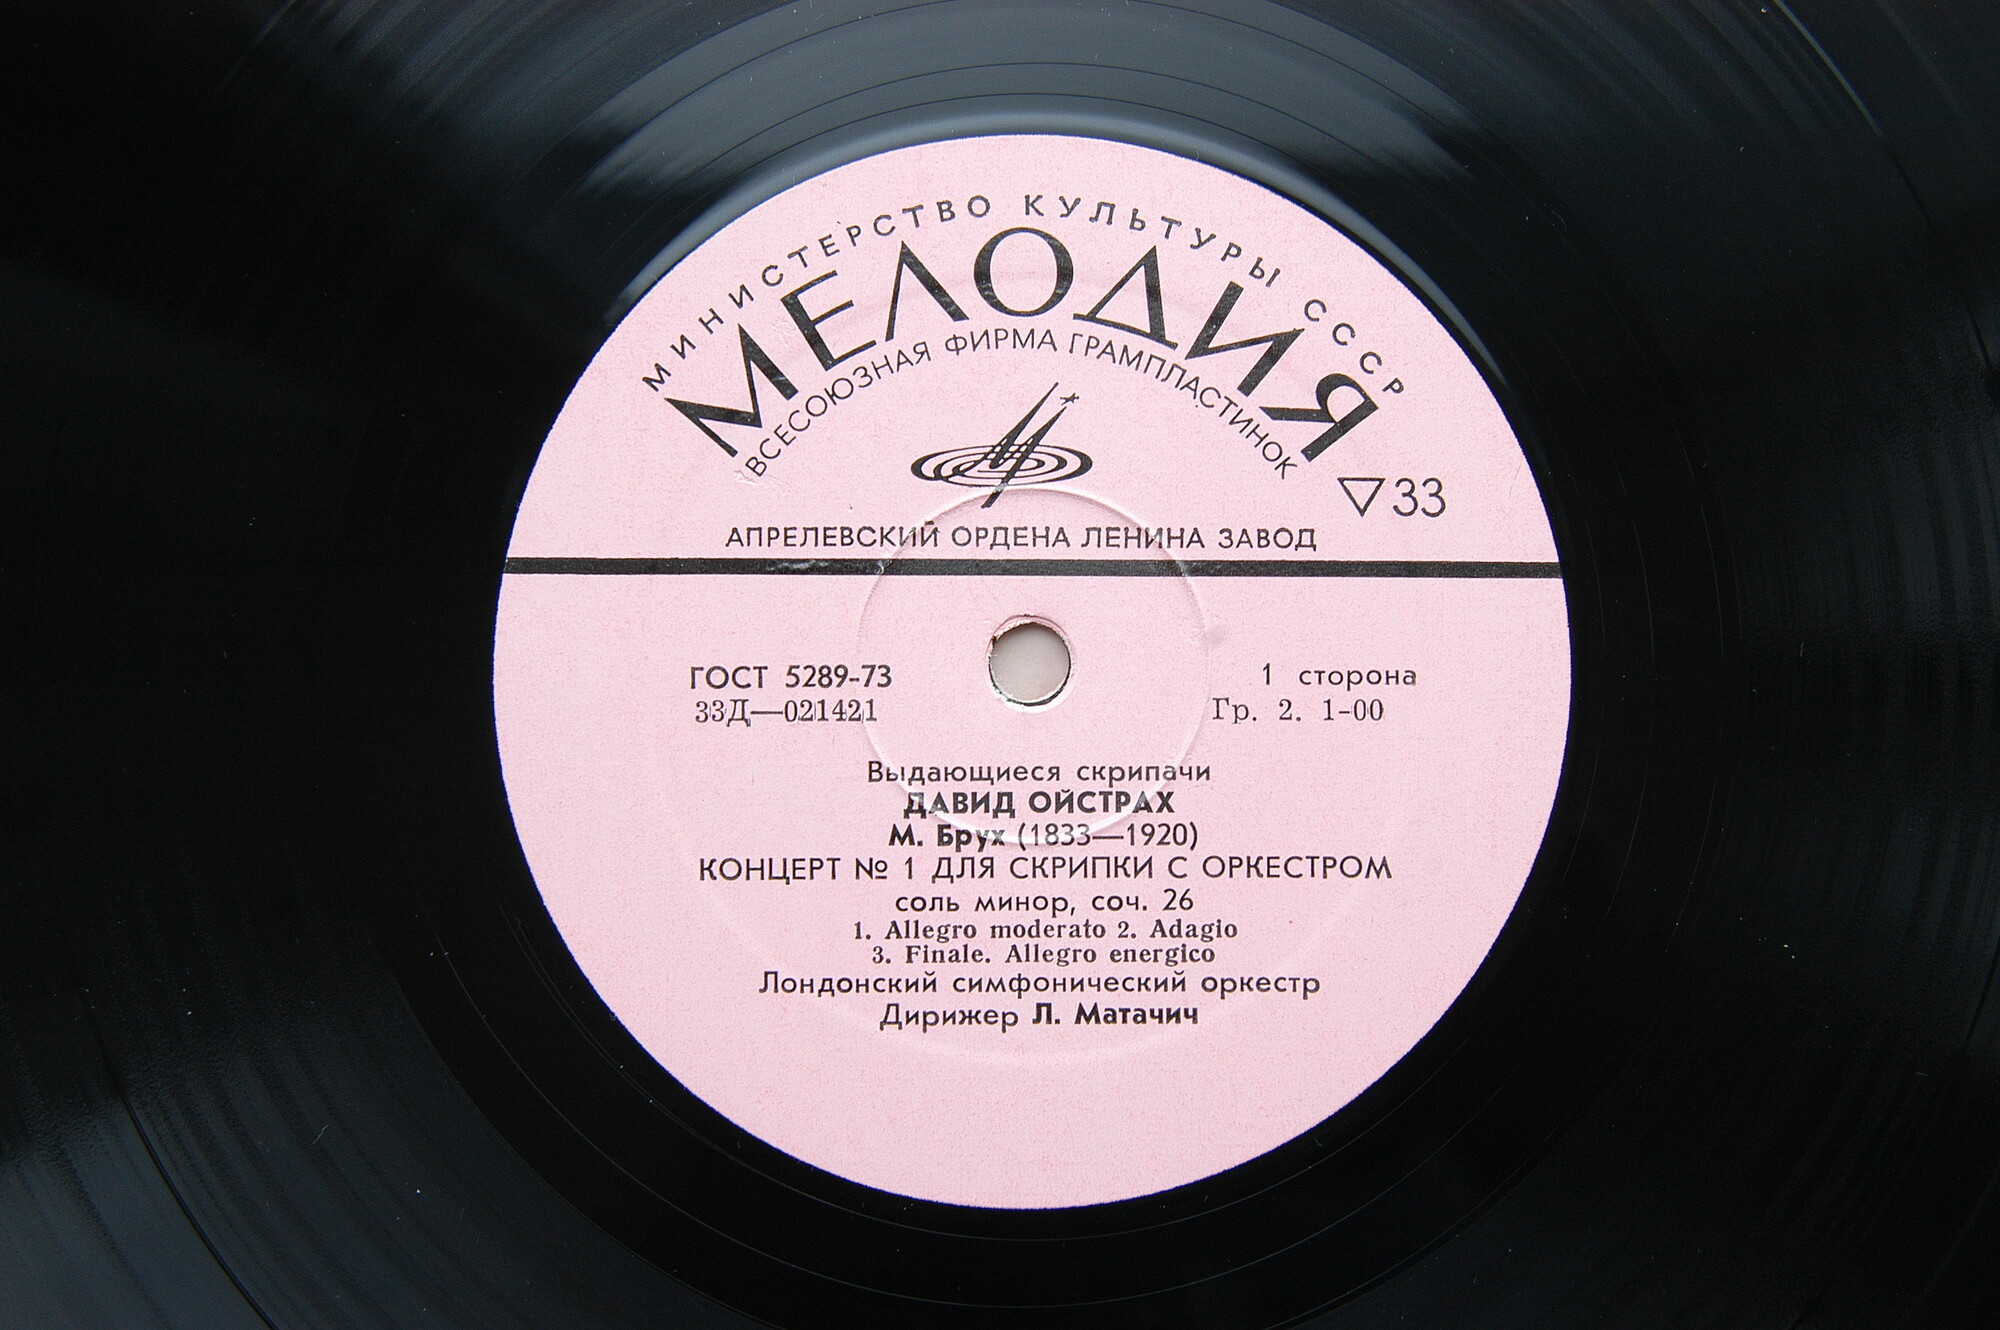 МИНИСТЕРСТВО КУЛЬТУРЫ СССР
МЕЛОДИЯ
ВСЕСОЮЗНАЯ ФИРМА ГРАМПЛАСТИНОК
▽33
АПРЕЛЕВСКИЙ ОРДЕНА ЛЕНИНА ЗАВОД
ГОСТ 5289-73 1 сторона
33Д—021421 Гр. 2. 1-00
Выдающиеся скрипачи
ДАВИД ОЙСТРАХ
М. Брух (1833—1920)
КОНЦЕРТ № 1 ДЛЯ СКРИПКИ С ОРКЕСТРОМ
соль минор, соч. 26
1. Allegro moderato 2. Adagio
3. Finale. Allegro energico
Лондонский симфонический оркестр
Дирижер Л. Матачич